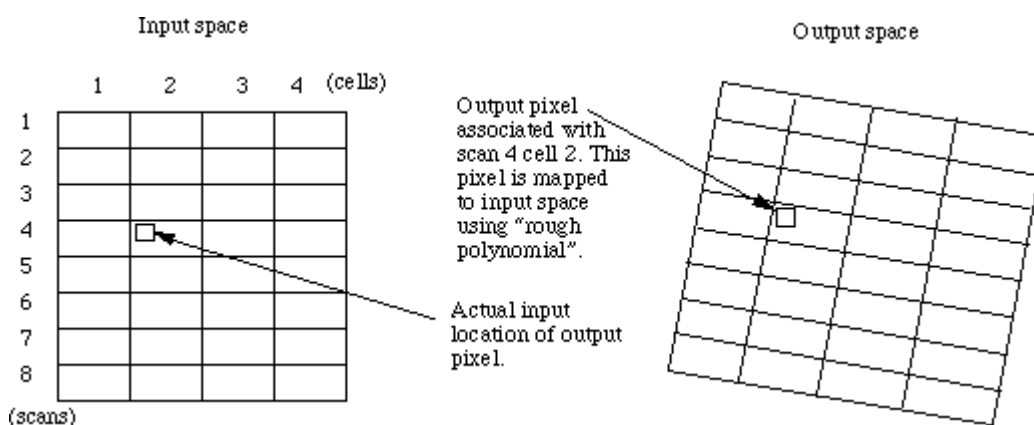 Input space
1 2 3 4 (cells)
1
2
3
4
5
6
7
8
(scans)
Output pixel
associated with
scan 4 cell 2. This
pixel is mapped
to input space
using “rough
polynomial”.
Actual input
location of output
pixel.
Output space